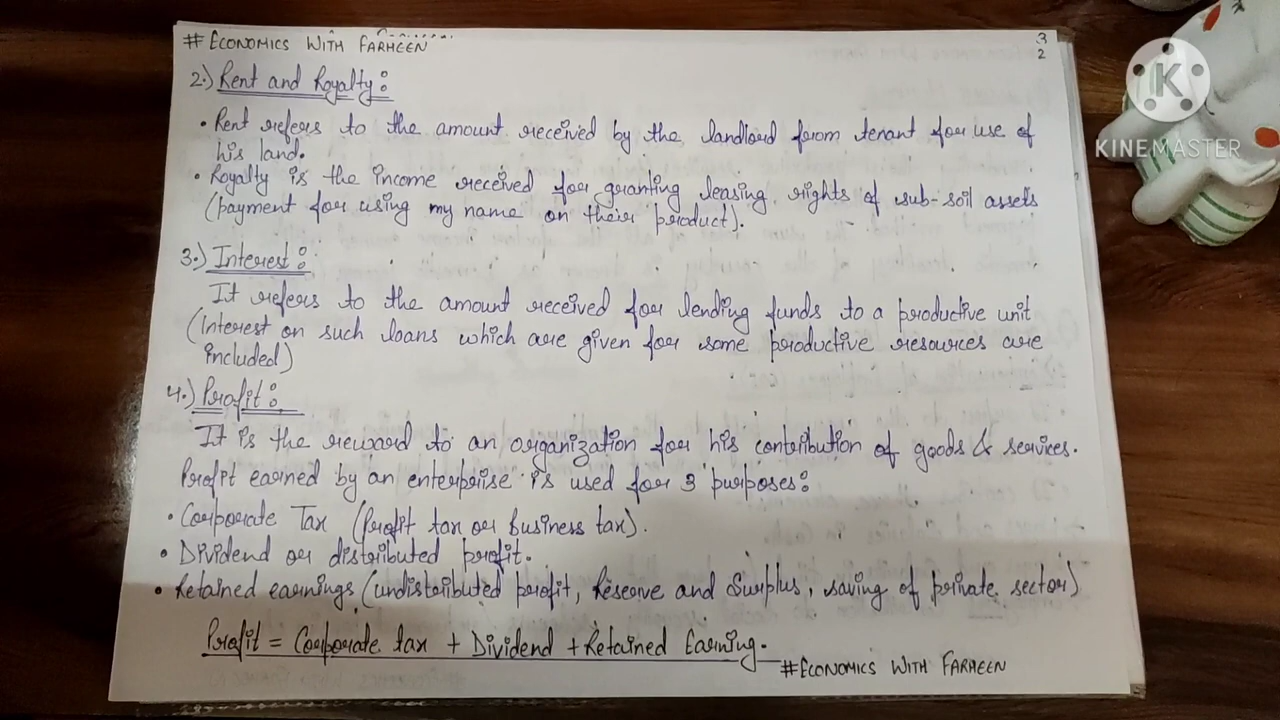 # ECONOMICS WITH FARHEEN
3
2
2.) Rent and Royalty:
• Rent refers to the amount received by the landlord from tenant for use of
his land.
• Royalty is the income received for granting leasing rights of sub-soil assets
(payment for using my name on their product).
3.) Interest:
It refers to the amount received for lending funds to a productive unit
(Interest on such loans which are given for some productive resources are
included)
4.) Profit:
It is the reward to an organization for his contribution of goods & services.
Profit earned by an enterprise is used for 3 purposes:
• Corporate Tax (Profit tax or business tax).
• Dividend or distributed profit.
• Retained earnings (undistributed profit, Reserve and Surplus, saving of private sector)
Profit = Corporate tax + Dividend + Retained Earning.
# ECONOMICS WITH FARHEEN
K
KINEMASTER